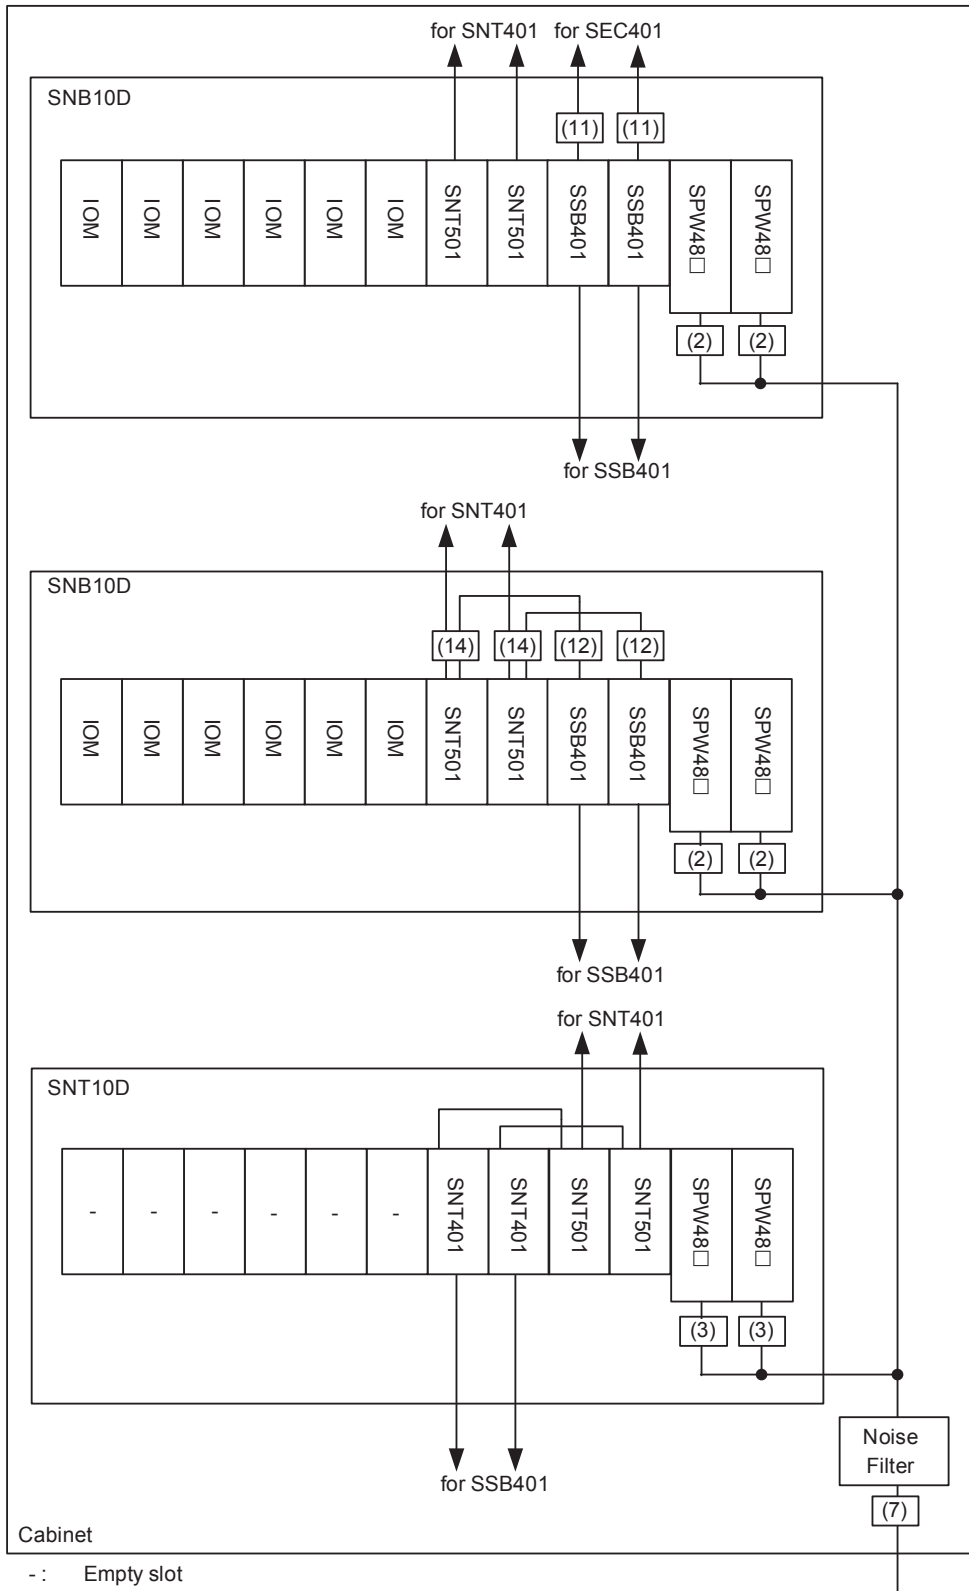 for SNT401 for SEC401
SNB10D
(11) (11)
IOM IOM IOM IOM IOM IOM SNT501 SNT501 SSB401 SSB401 SPW48□ SPW48□
(2) (2)
for SSB401
for SNT401
SNB10D
(14) (14) (12) (12)
IOM IOM IOM IOM IOM IOM SNT501 SNT501 SSB401 SSB401 SPW48□ SPW48□
(2) (2)
for SSB401
for SNT401
SNT10D
- - - - - - SNT401 SNT401 SNT501 SNT501 SPW48□ SPW48□
(3) (3)
Noise
Filter
for SSB401
(7)
Cabinet
- : Empty slot